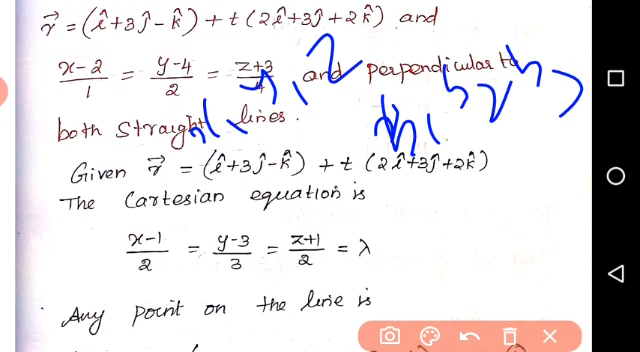 r⃗ = (î+3ĵ-k̂) + t (2î+3ĵ+2k̂) and
x-2/1 = y-4/2 = z+3/4 and perpendicular to
both straight lines.
Given r⃗ = (î+3ĵ-k̂) + t (2î+3ĵ+2k̂)
The Cartesian equation is
x-1/2 = y-3/3 = z+1/2 = λ
Any point on the line is